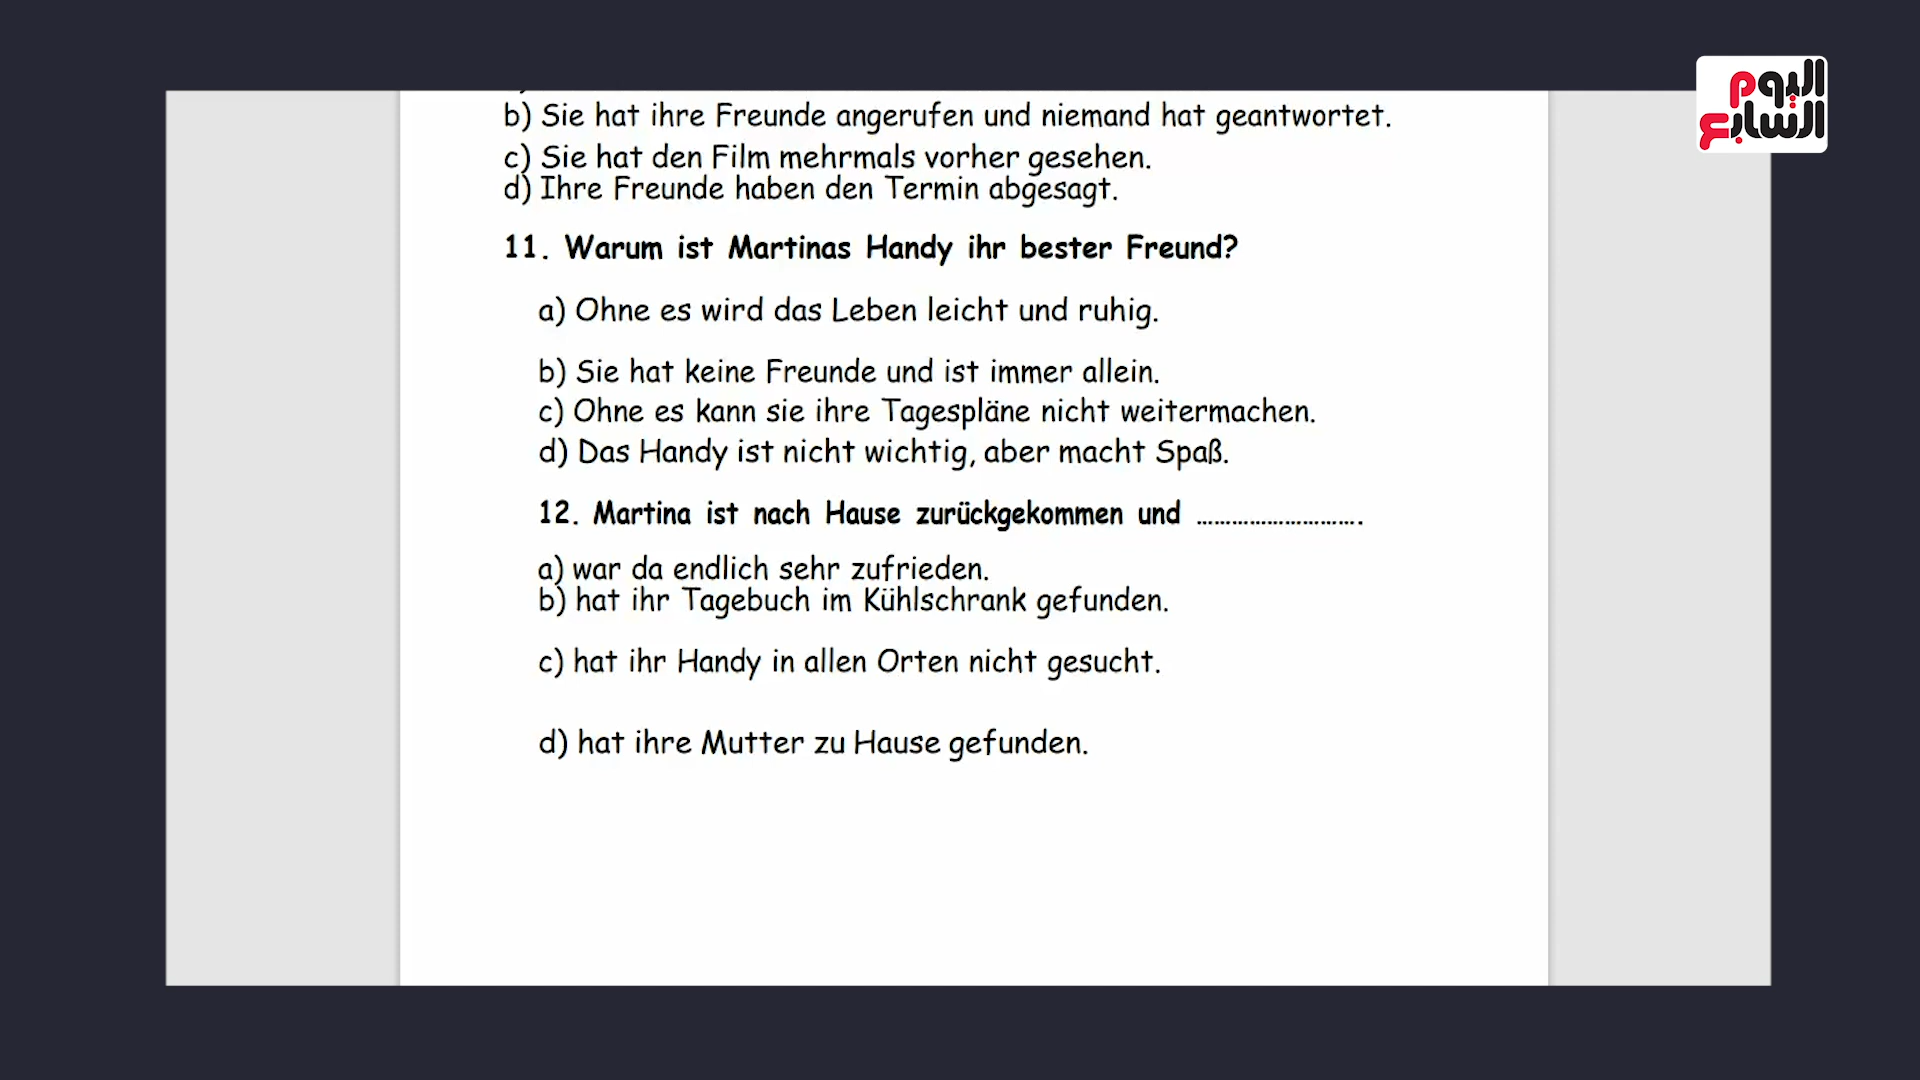 اليوم السابع
b) Sie hat ihre Freunde angerufen und niemand hat geantwortet.
c) Sie hat den Film mehrmals vorher gesehen.
d) Ihre Freunde haben den Termin abgesagt.
11. Warum ist Martinas Handy ihr bester Freund?
a) Ohne es wird das Leben leicht und ruhig.
b) Sie hat keine Freunde und ist immer allein.
c) Ohne es kann sie ihre Tagespläne nicht weitermachen.
d) Das Handy ist nicht wichtig, aber macht Spaß.
12. Martina ist nach Hause zurückgekommen und ............................
a) war da endlich sehr zufrieden.
b) hat ihr Tagebuch im Kühlschrank gefunden.
c) hat ihr Handy in allen Orten nicht gesucht.
d) hat ihre Mutter zu Hause gefunden.